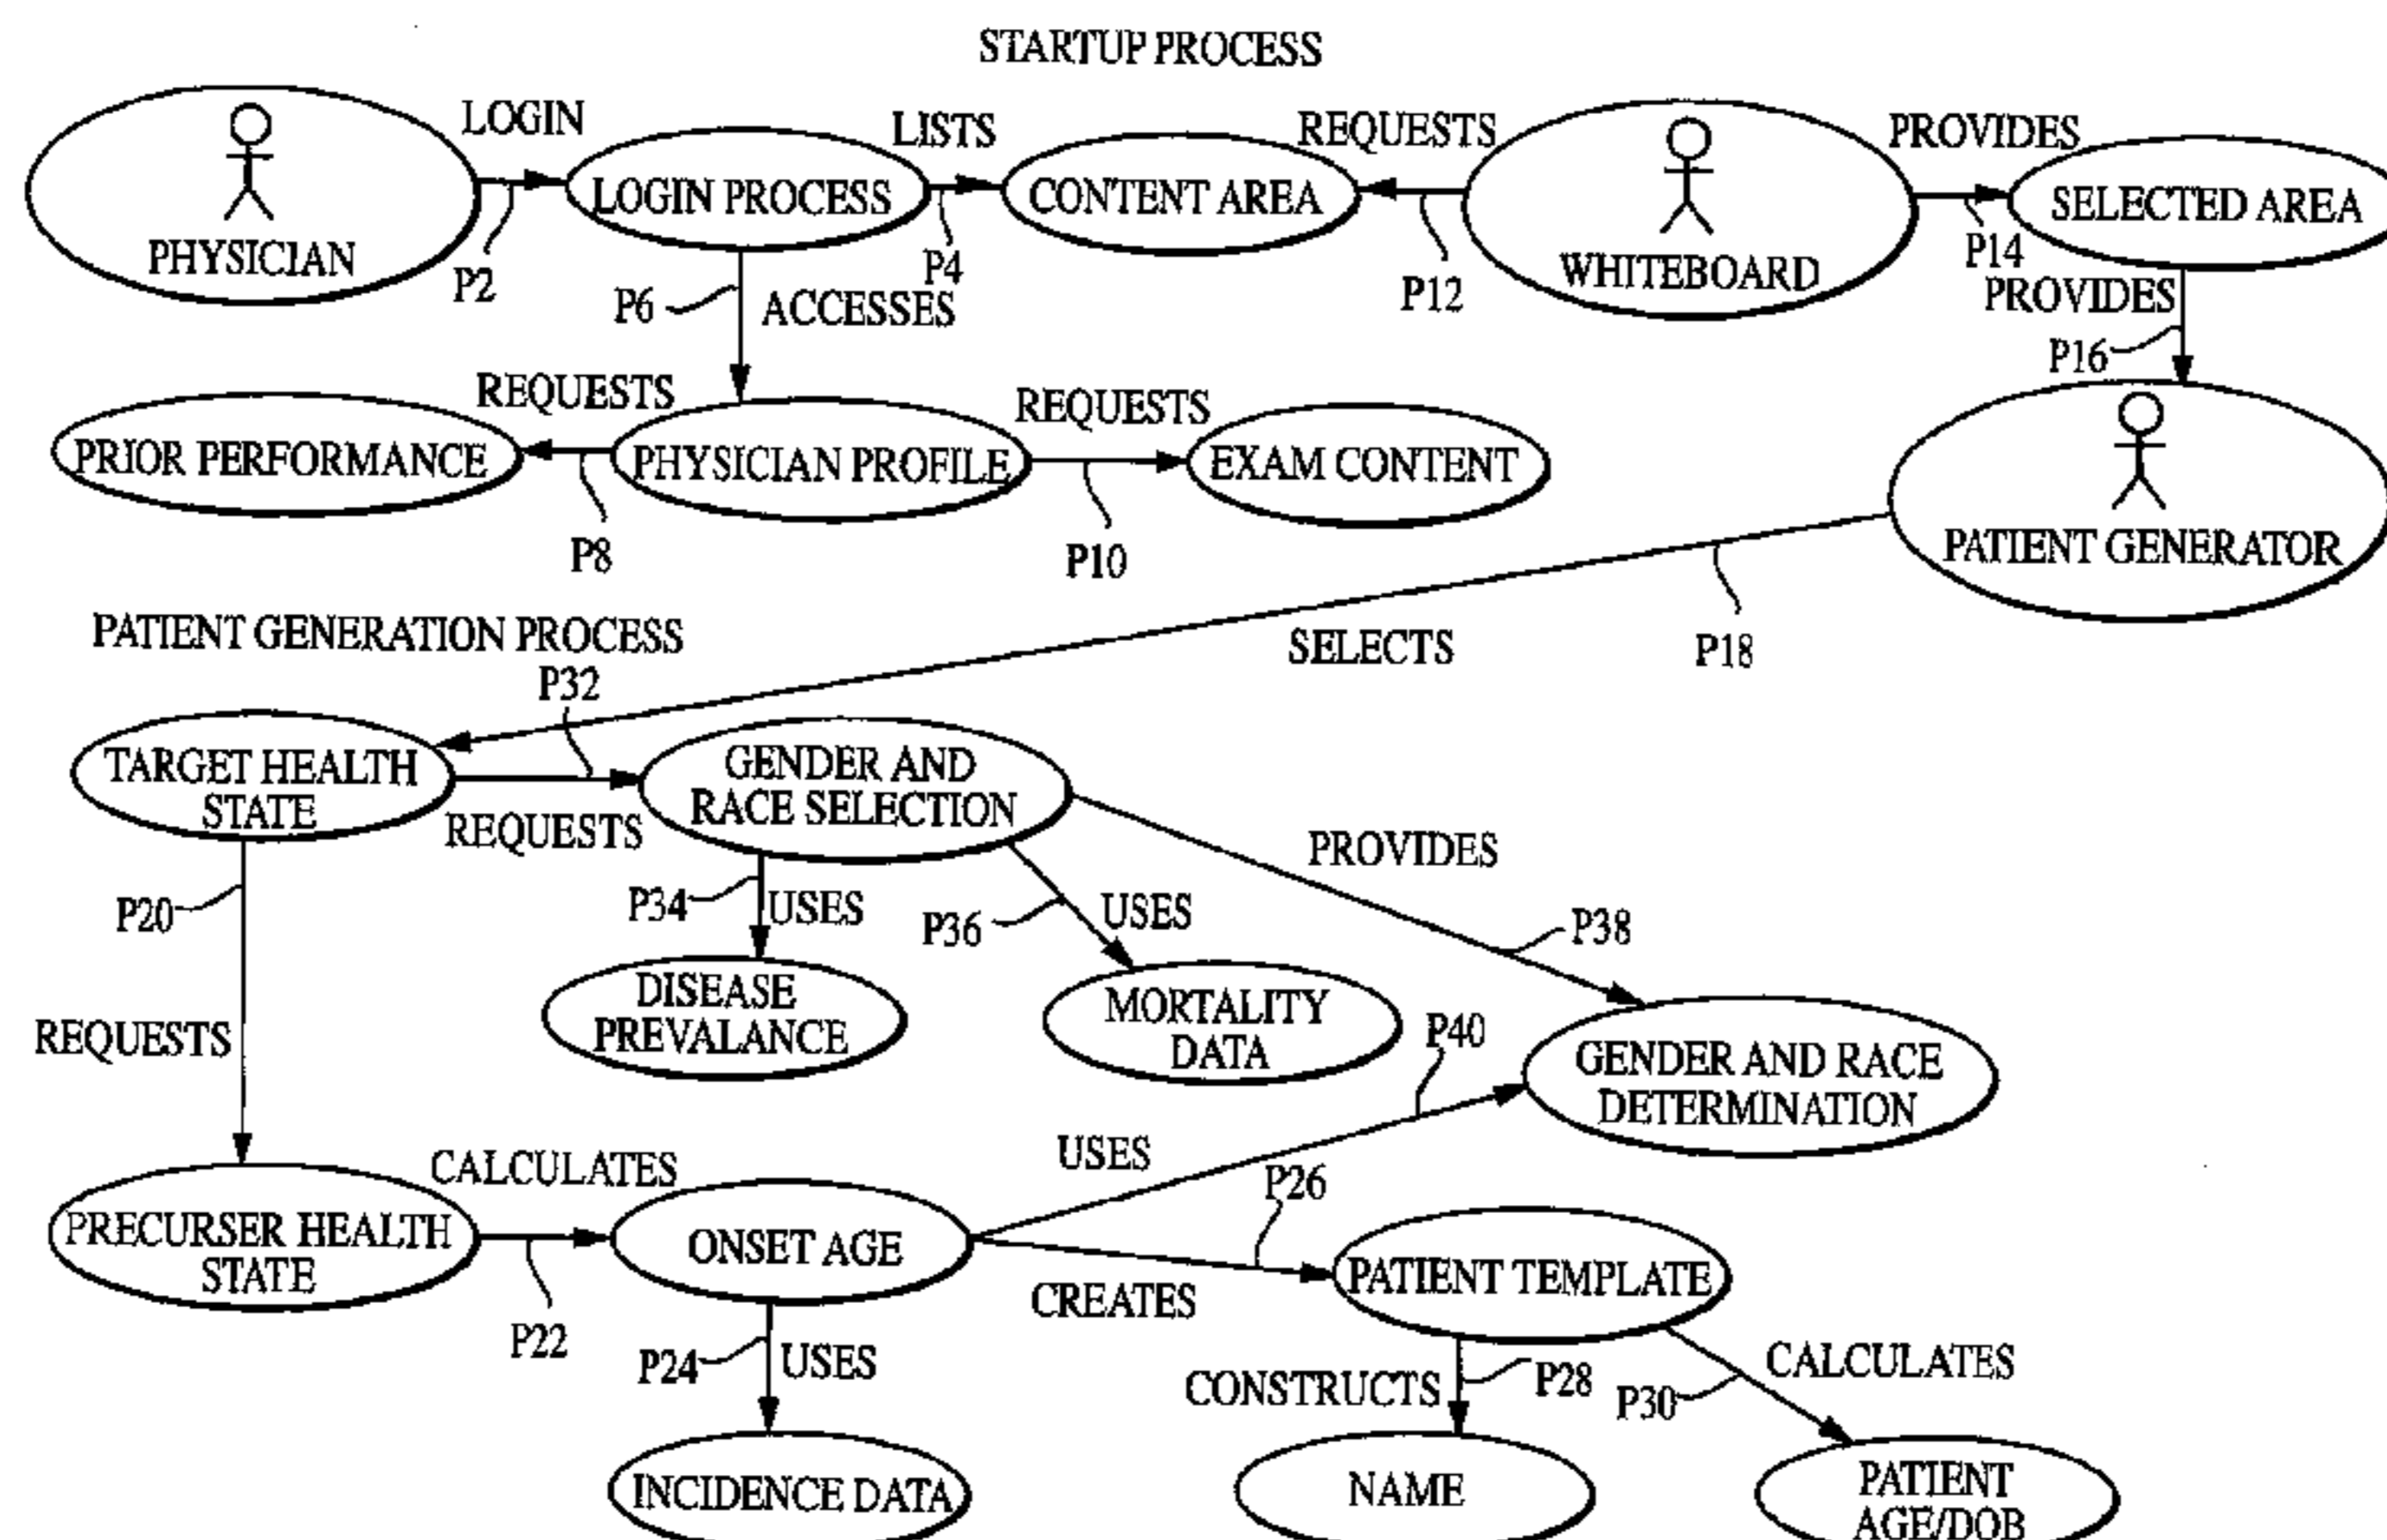 STARTUP PROCESS
LOGIN
LISTS
REQUESTS
PROVIDES
PHYSICIAN
LOGIN PROCESS
CONTENT AREA
WHITEBOARD
SELECTED AREA
P2
P4
P12
P14
P6
ACCESSES
PROVIDES
P16
REQUESTS
REQUESTS
PRIOR PERFORMANCE
PHYSICIAN PROFILE
EXAM CONTENT
PATIENT GENERATOR
P8
P10
P18
SELECTS
PATIENT GENERATION PROCESS
P32
TARGET HEALTH
STATE
GENDER AND
RACE SELECTION
REQUESTS
PROVIDES
P20
P34
USES
P36
USES
P38
DISEASE
PREVALANCE
MORTALITY
DATA
REQUESTS
P40
GENDER AND RACE
DETERMINATION
CALCULATES
USES
P26
PRECURSER HEALTH
STATE
ONSET AGE
PATIENT TEMPLATE
P22
CREATES
P24
USES
CONSTRUCTS
P28
P30
CALCULATES
INCIDENCE DATA
NAME
PATIENT
AGE/DOB